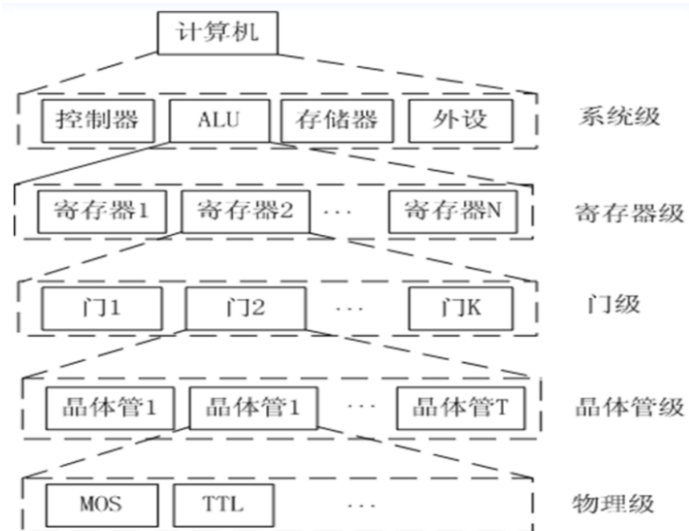 计算机
控制器 ALU 存储器 外设 系统级
寄存器1 寄存器2 ... 寄存器N 寄存器级
门1 门2 ... 门K 门级
晶体管1 晶体管1 ... 晶体管T 晶体管级
MOS TTL ... 物理级